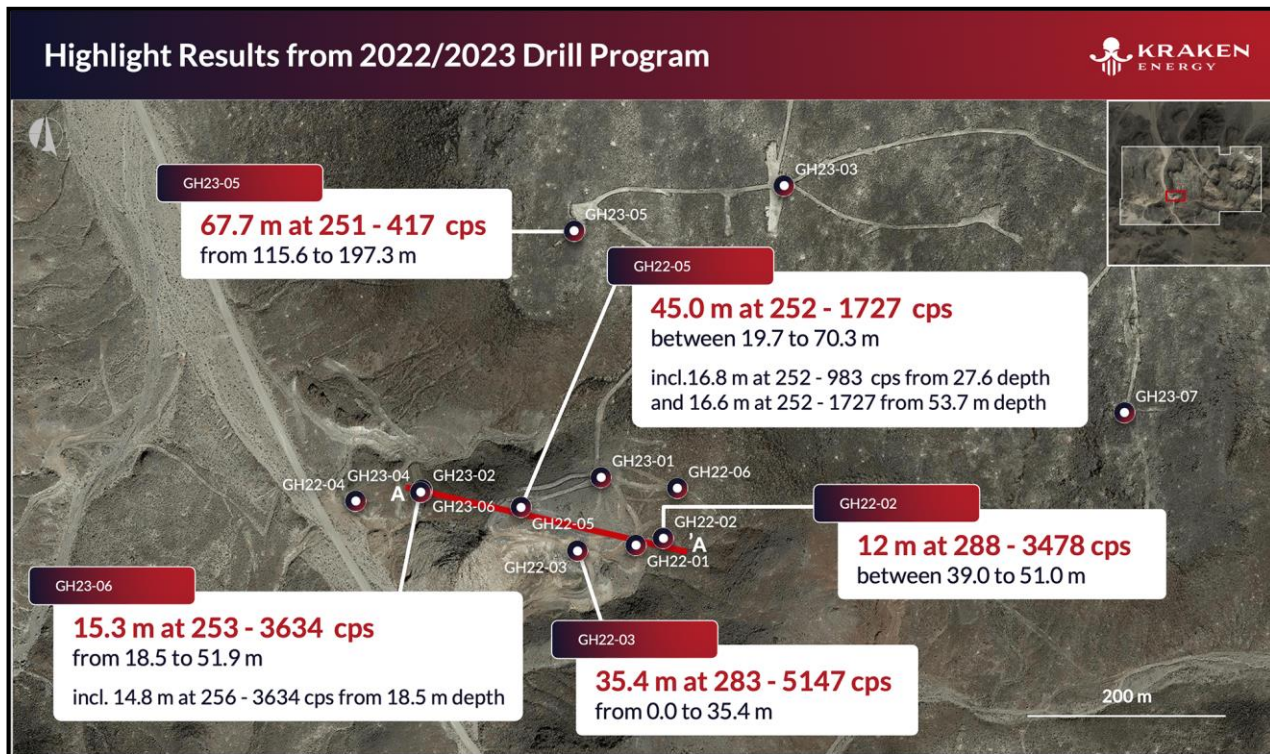 Highlight Results from 2022/2023 Drill Program
KRAKEN
ENERGY
GH23-05
67.7 m at 251 - 417 cps
from 115.6 to 197.3 m
GH23-05
GH23-03
GH22-05
45.0 m at 252 - 1727 cps
between 19.7 to 70.3 m
incl.16.8 m at 252 - 983 cps from 27.6 depth
and 16.6 m at 252 - 1727 from 53.7 m depth
GH23-07
GH22-04
GH23-04
GH23-02
A
GH23-06
GH22-05
GH23-01
GH22-06
GH22-02
'A
GH22-01
GH22-03
GH22-02
12 m at 288 - 3478 cps
between 39.0 to 51.0 m
GH23-06
15.3 m at 253 - 3634 cps
from 18.5 to 51.9 m
incl. 14.8 m at 256 - 3634 cps from 18.5 m depth
GH22-03
35.4 m at 283 - 5147 cps
from 0.0 to 35.4 m
200 m